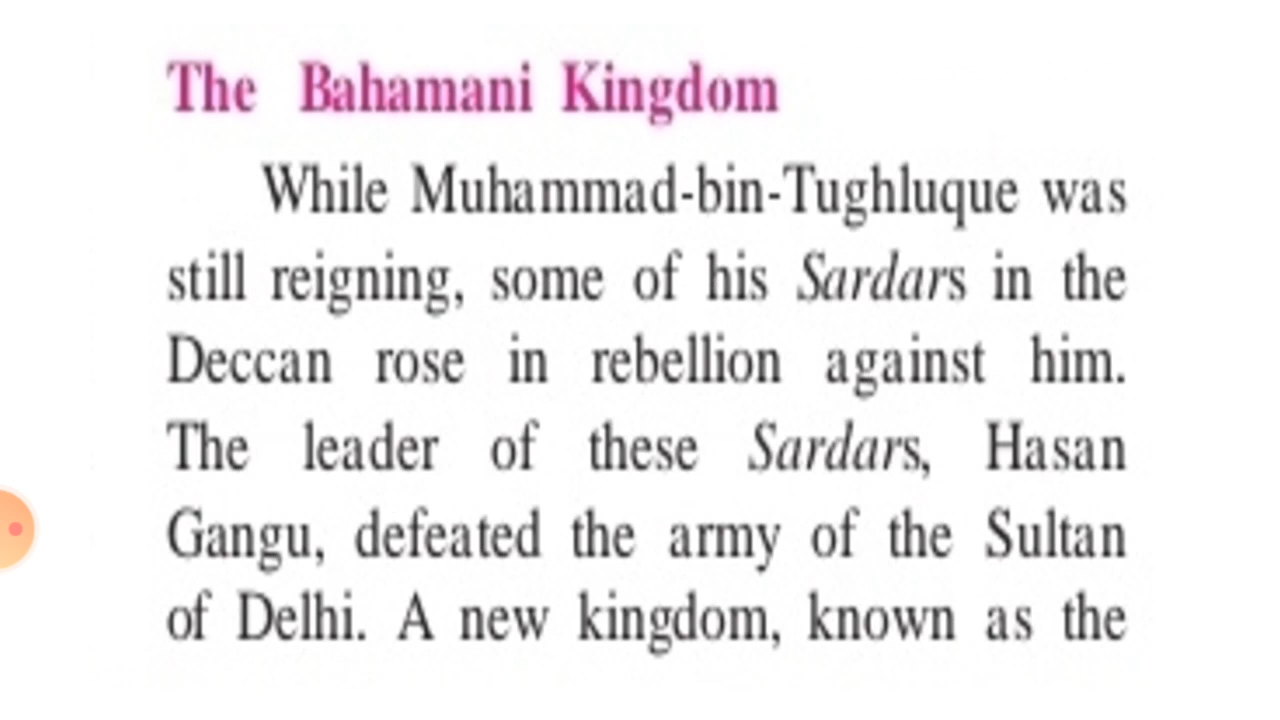 The Bahamani Kingdom
While Muhammad-bin-Tughluque was
still reigning, some of his Sardars in the
Deccan rose in rebellion against him.
The leader of these Sardars, Hasan
Gangu, defeated the army of the Sultan
of Delhi. A new kingdom, known as the